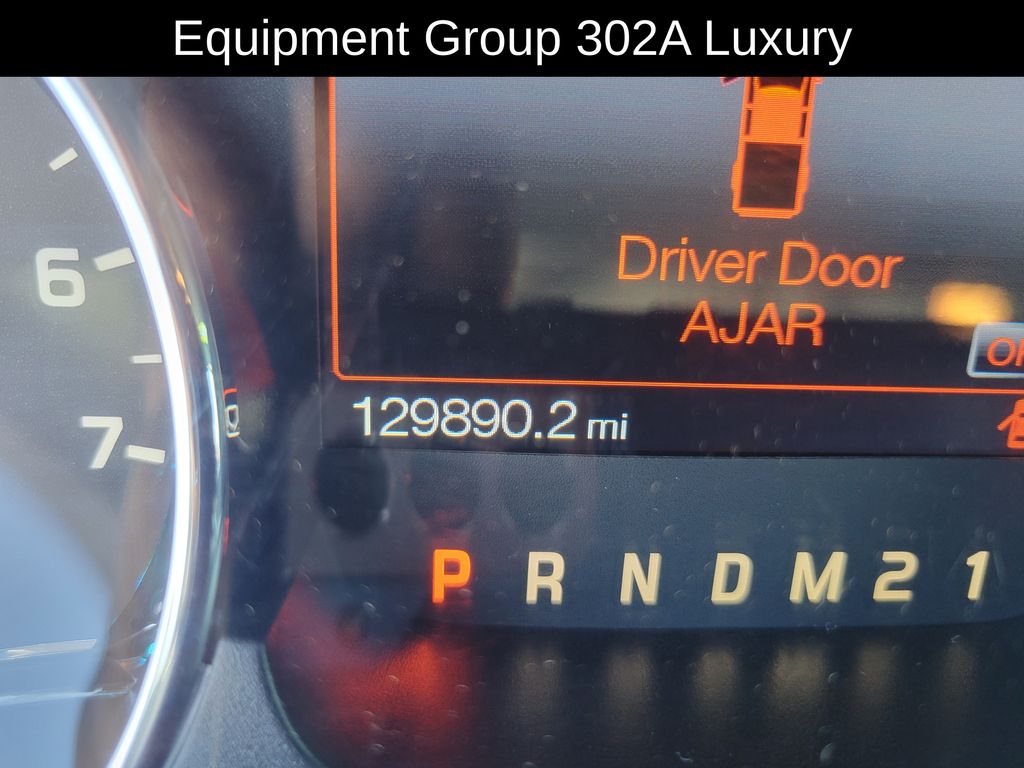 Equipment Group 302A Luxury
6
Driver Door
AJAR
129890.2 mi
7
P R N D M 2 1